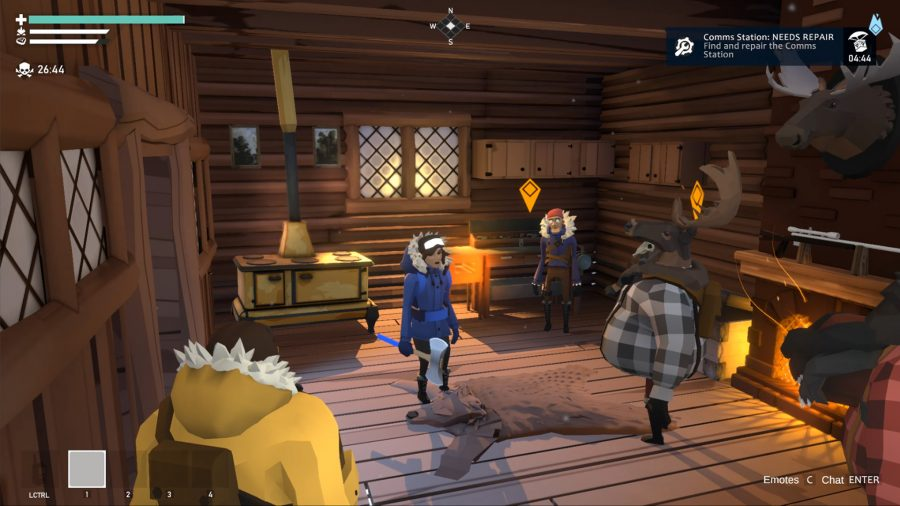 N
W E
S
26:44
Comms Station: NEEDS REPAIR
Find and repair the Comms
Station
04:44
LCTRL 1 2 3 4
Emotes C Chat ENTER